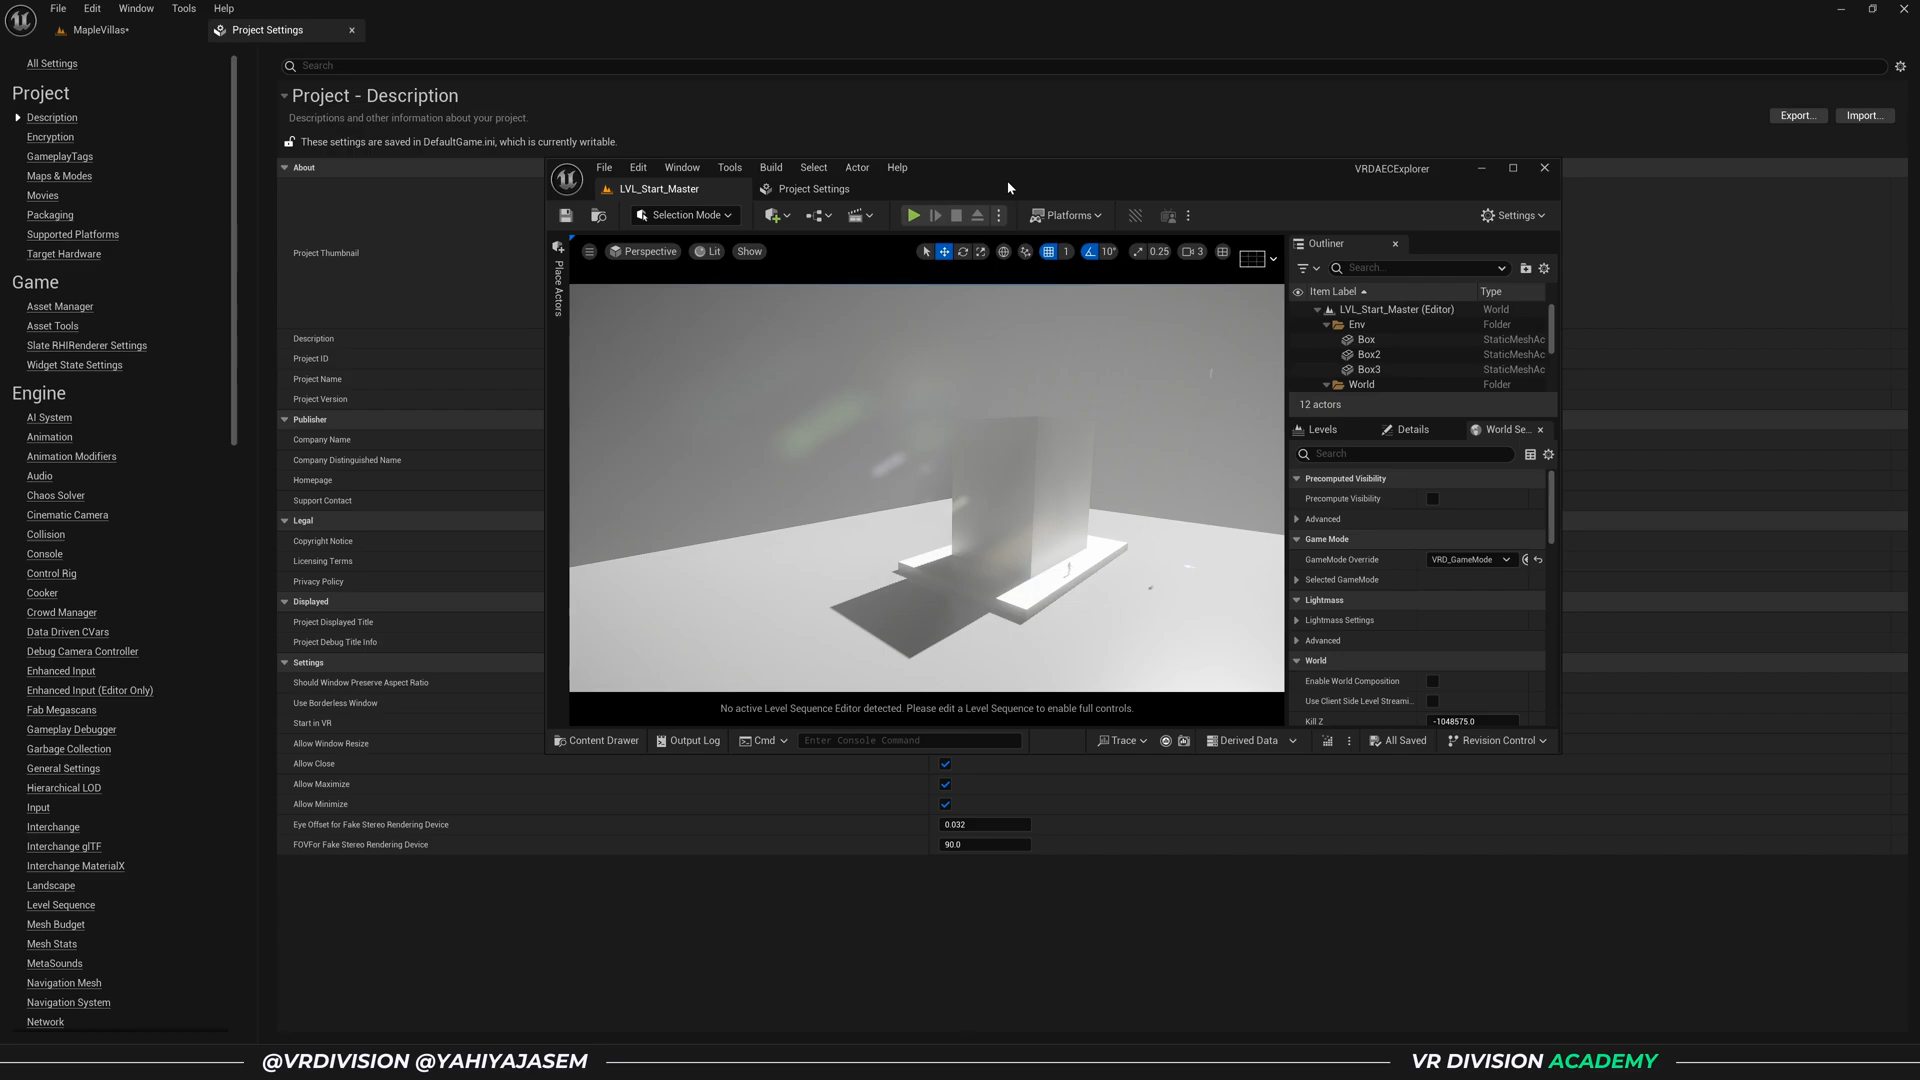 File Edit Window Tools Help
MapleVillas*
Project Settings
All Settings
Search
Project
Description
Encryption
GameplayTags
Maps & Modes
Movies
Packaging
Supported Platforms
Target Hardware
Game
Asset Manager
Asset Tools
Slate RHIRenderer Settings
Widget State Settings
Engine
AI System
Animation
Animation Modifiers
Audio
Chaos Solver
Cinematic Camera
Collision
Console
Control Rig
Cooker
Crowd Manager
Data Driven CVars
Debug Camera Controller
Enhanced Input
Enhanced Input (Editor Only)
Fab Megascans
Gameplay Debugger
Garbage Collection
General Settings
Hierarchical LOD
Input
Interchange
Interchange glTF
Interchange MaterialX
Landscape
Level Sequence
Mesh Budget
Mesh Stats
MetaSounds
Navigation Mesh
Navigation System
Network
Project - Description
Descriptions and other information about your project.
Export...
Import...
These settings are saved in DefaultGame.ini, which is currently writable.
About
Project Thumbnail
Description
Project ID
Project Name
Project Version
Publisher
Company Name
Company Distinguished Name
Homepage
Support Contact
Legal
Copyright Notice
Licensing Terms
Privacy Policy
Displayed
Project Displayed Title
Project Debug Title Info
Settings
Should Window Preserve Aspect Ratio
Use Borderless Window
Start in VR
Allow Window Resize
Allow Close
Allow Maximize
Allow Minimize
Eye Offset for Fake Stereo Rendering Device 0.032
FOVFor Fake Stereo Rendering Device 90.0
File Edit Window Tools Build Select Actor Help
VRDAECExplorer
LVL_Start_Master
Project Settings
Selection Mode
Platforms
Settings
Place Actors
Perspective Lit Show
1 10° 0.25 3
No active Level Sequence Editor detected. Please edit a Level Sequence to enable full controls.
Outliner
Search...
Item Label Type
LVL_Start_Master (Editor) World
Env Folder
Box StaticMeshAc
Box2 StaticMeshAc
Box3 StaticMeshAc
World Folder
12 actors
Levels Details World Se...
Search
Precomputed Visibility
Precompute Visibility
Advanced
Game Mode
GameMode Override VRD_GameMode
Selected GameMode
Lightmass
Lightmass Settings
Advanced
World
Enable World Composition
Use Client Side Level Streami...
Kill Z -1048575.0
Content Drawer Output Log Cmd Enter Console Command Trace Derived Data All Saved Revision Control
@VRDIVISION @YAHIYAJASEM
VR DIVISION ACADEMY